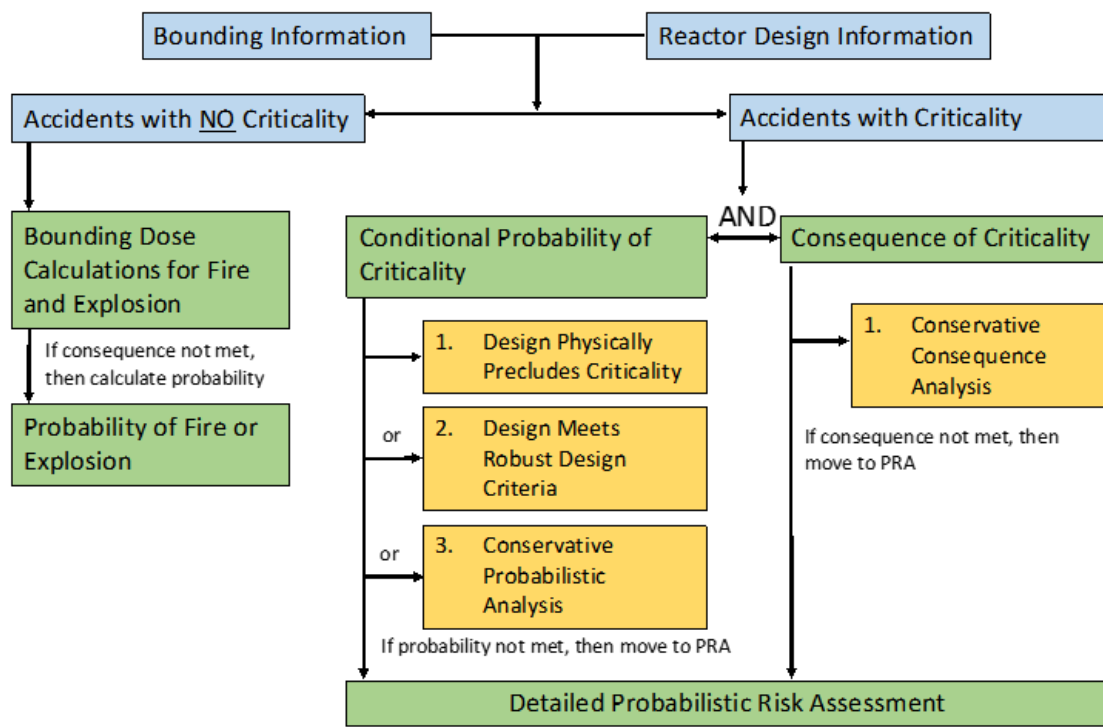 Bounding Information
Reactor Design Information
Accidents with NO Criticality
Accidents with Criticality
AND
Bounding Dose
Calculations for Fire
and Explosion
Conditional Probability of
Criticality
Consequence of Criticality
If consequence not met,
then calculate probability
Probability of Fire or
Explosion
1. Design Physically
Precludes Criticality
or
2. Design Meets
Robust Design
Criteria
or
3. Conservative
Probabilistic
Analysis
If probability not met, then move to PRA
1. Conservative
Consequence
Analysis
If consequence not met, then
move to PRA
Detailed Probabilistic Risk Assessment